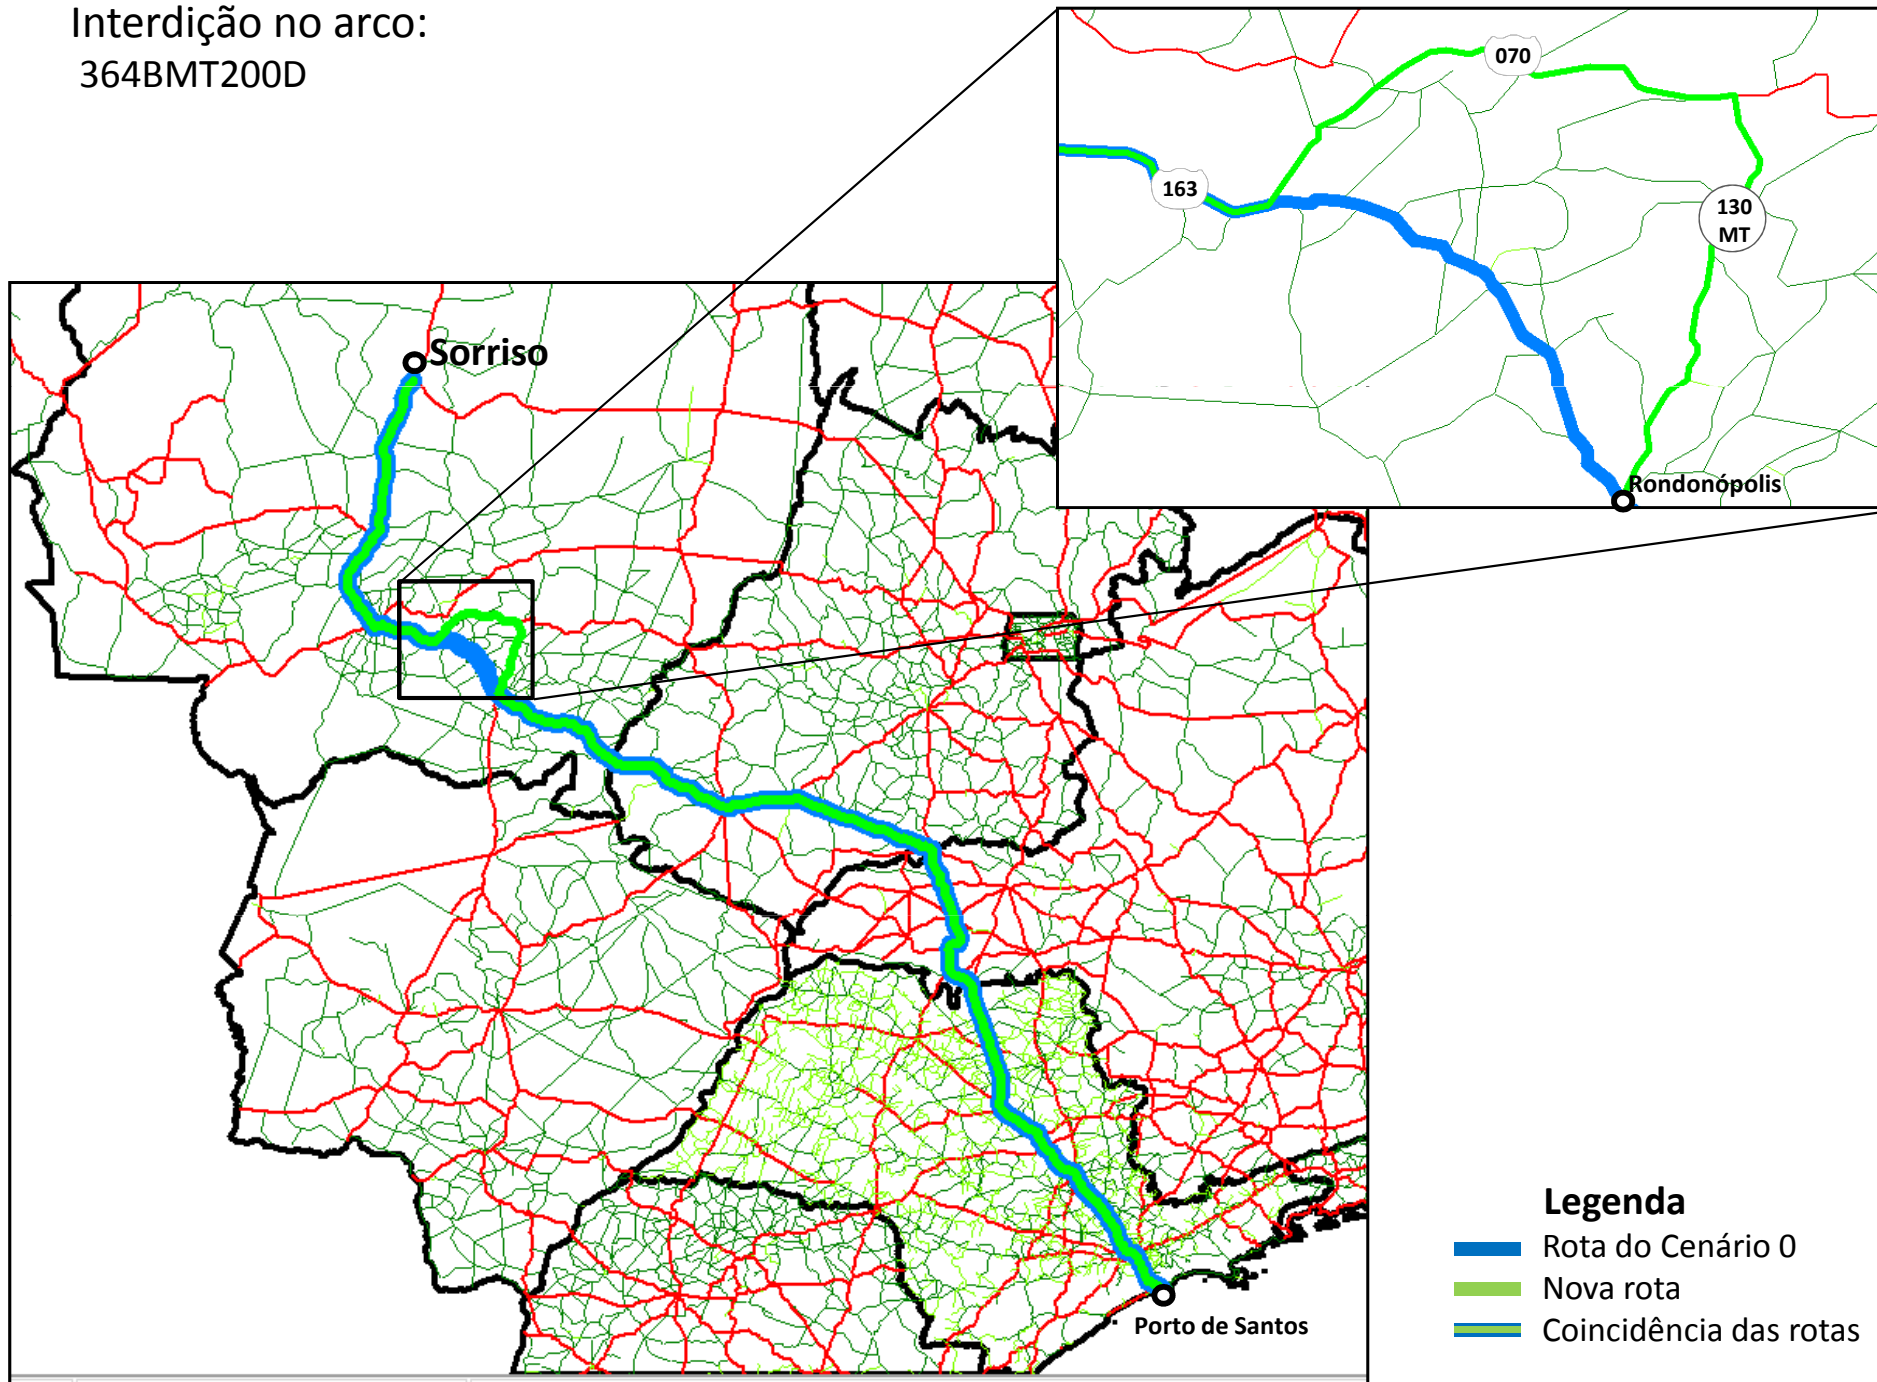 Interdição no arco:
364BMT200D
070
163
130
MT
Rondonópolis
Sorriso
Porto de Santos
Legenda
Rota do Cenário 0
Nova rota
Coincidência das rotas